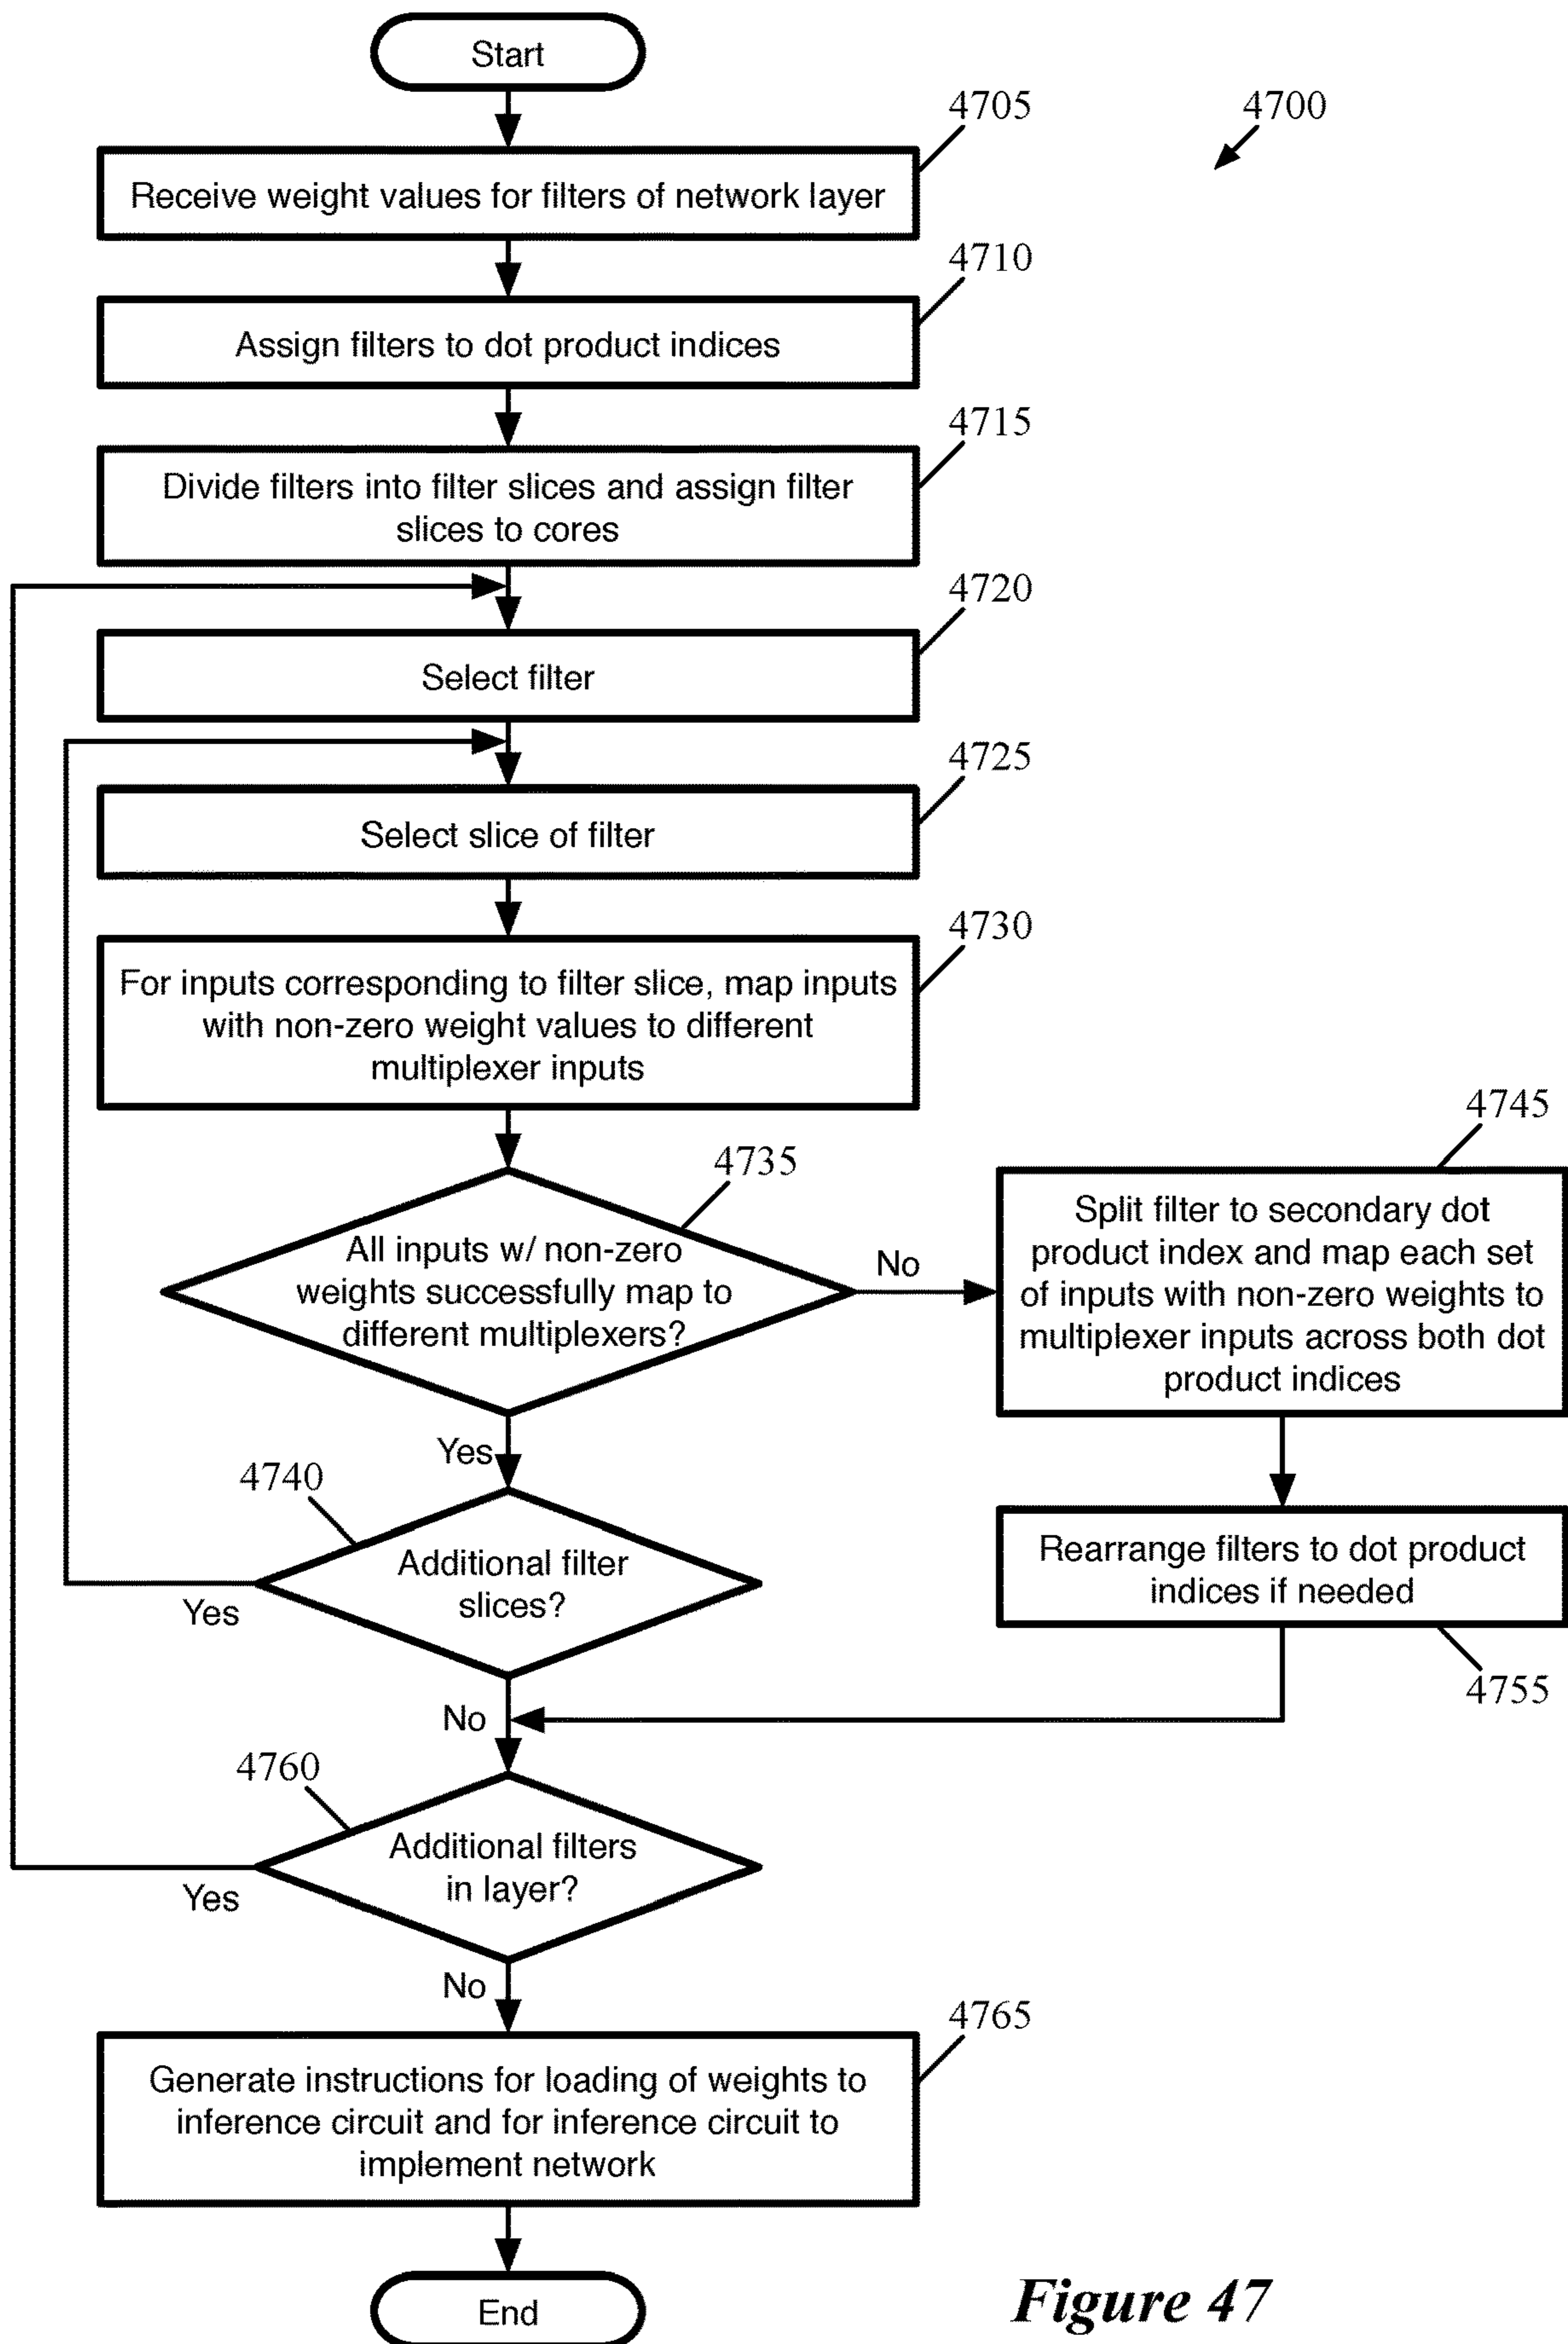 Start
4705
4700
Receive weight values for filters of network layer
4710
Assign filters to dot product indices
4715
Divide filters into filter slices and assign filter
slices to cores
4720
Select filter
4725
Select slice of filter
4730
For inputs corresponding to filter slice, map inputs
with non-zero weight values to different
multiplexer inputs
4735
All inputs w/ non-zero
weights successfully map to
different multiplexers?
No
4745
Split filter to secondary dot
product index and map each set
of inputs with non-zero weights to
multiplexer inputs across both dot
product indices
Yes
4740
Additional filter
slices?
Yes
Rearrange filters to dot product
indices if needed
4755
No
4760
Additional filters
in layer?
Yes
No
4765
Generate instructions for loading of weights to
inference circuit and for inference circuit to
implement network
End
Figure 47